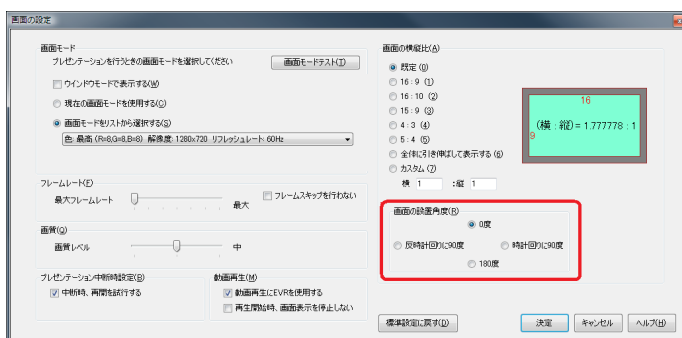 画面の設定
画面モード
プレゼンテーションを行うときの画面モードを選択してください
画面モードテスト(T)
ウインドウモードで表示する(W)
現在の画面モードを使用する(C)
画面モードをリストから選択する(S)
色: 最高 (R=8,G=8,B=8) 解像度: 1280x720 リフレッシュレート: 60Hz
フレームレート(F)
最大フレームレート
最大
フレームスキップを行わない
画質(Q)
画質レベル
中
プレゼンテーション中断時設定(B)
中断時、再開を試行する
動画再生(M)
動画再生にEVRを使用する
再生開始時、画面表示を停止しない
画面の横縦比(A)
既定 (0)
16 : 9 (1)
16 : 10 (2)
15 : 9 (3)
4 : 3 (4)
5 : 4 (5)
全体に引き伸ばして表示する (6)
カスタム (7)
横 1 :縦 1
16
9
(横 : 縦) = 1.777778 : 1
画面の設置角度(R)
0度
反時計回りに90度
時計回りに90度
180度
標準設定に戻す(D)
決定
キャンセル
ヘルプ(H)